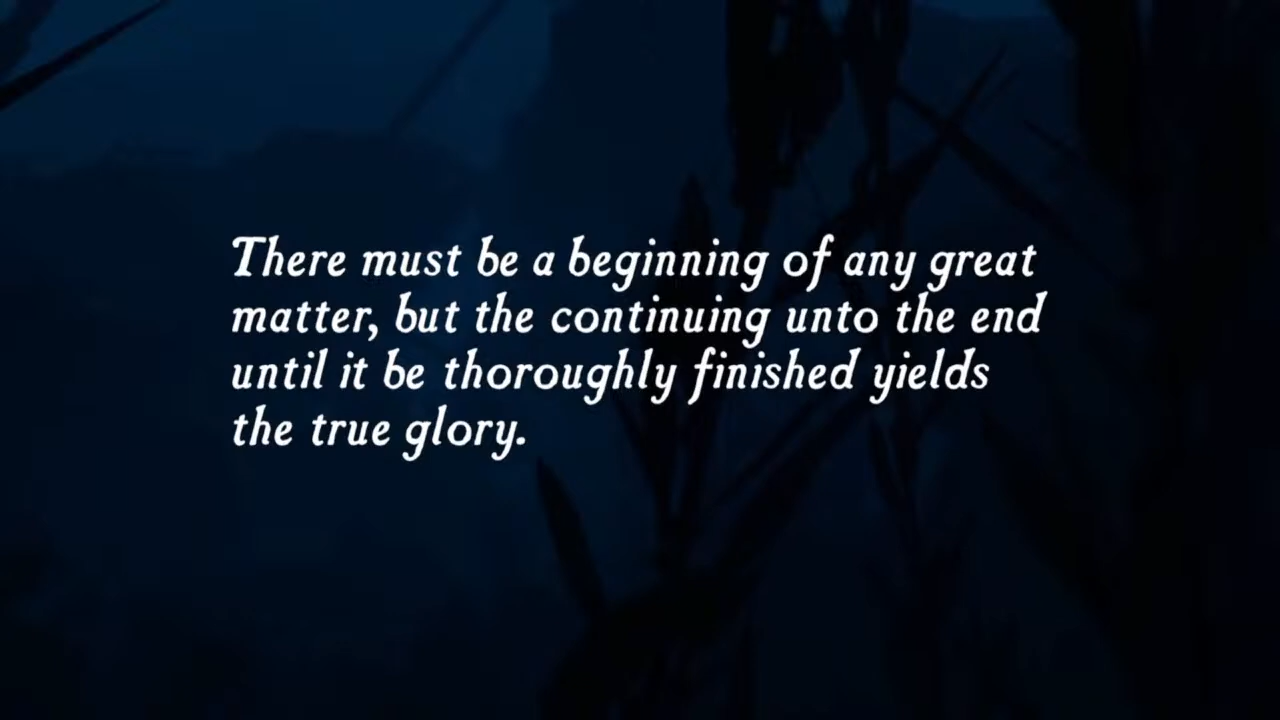 There must be a beginning of any great
matter, but the continuing unto the end
until it be thoroughly finished yields
the true glory.